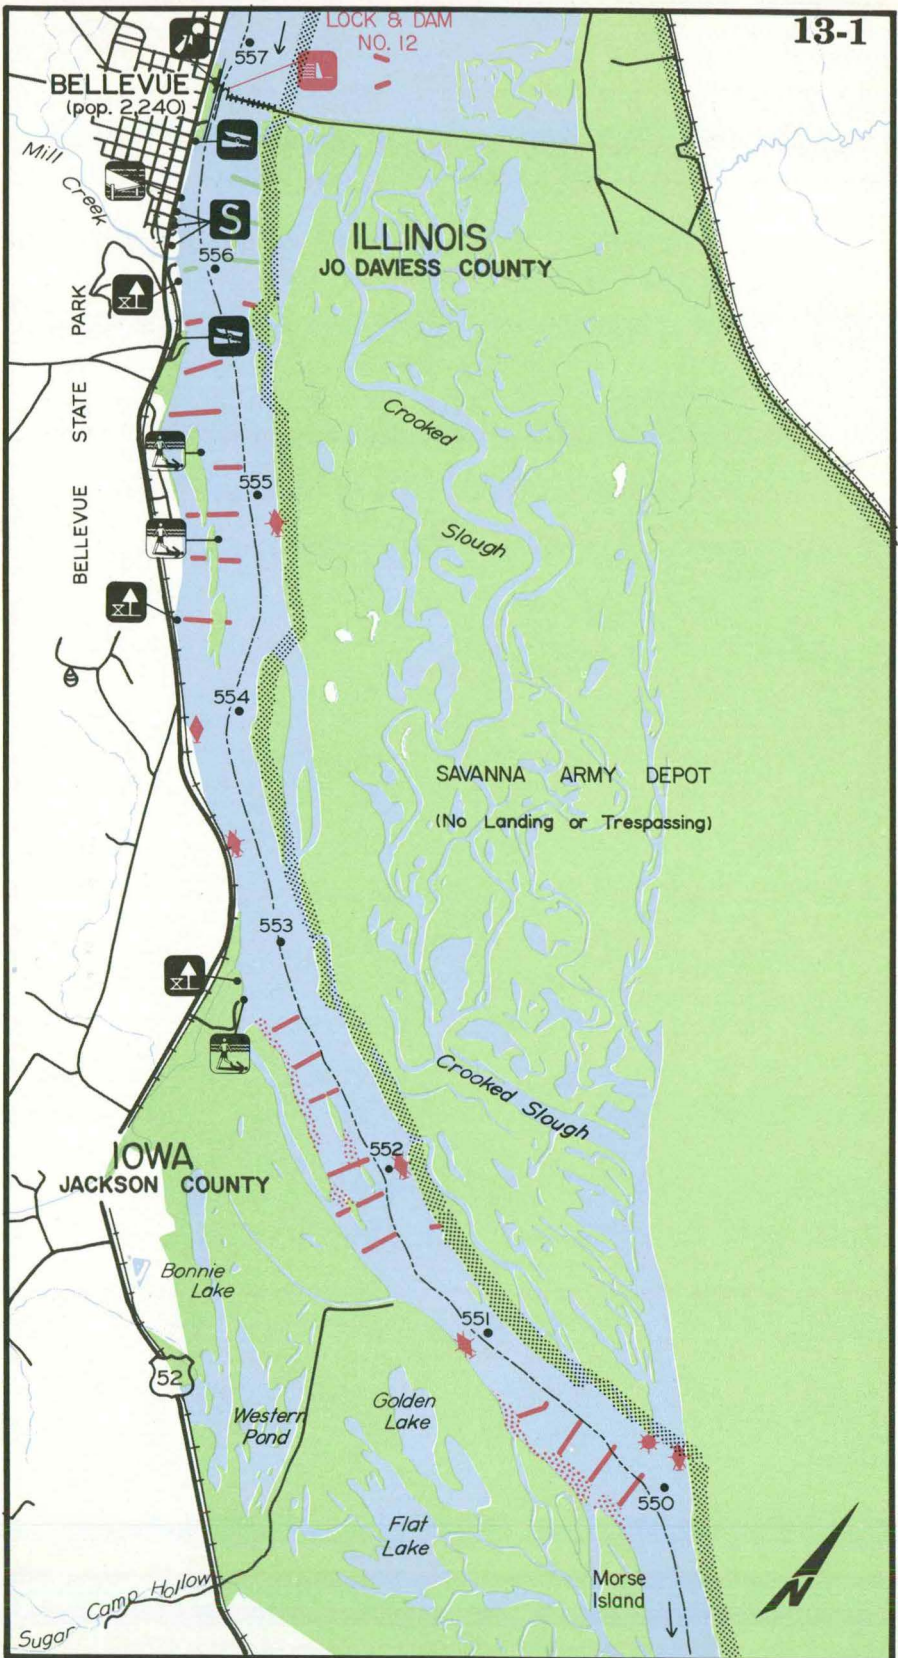 13-1
LOCK & DAM
NO. 12
557
BELLEVUE
(pop. 2,240)
Mill
Creek
S
556
ILLINOIS
JO DAVIESS COUNTY
BELLEVUE STATE PARK
Crooked
Slough
555
554
SAVANNA ARMY DEPOT
(No Landing or Trespassing)
553
Crooked Slough
552
IOWA
JACKSON COUNTY
Bonnie
Lake
551
52
Western
Pond
Golden
Lake
550
Flat
Lake
Morse
Island
N
Sugar Camp Hollow